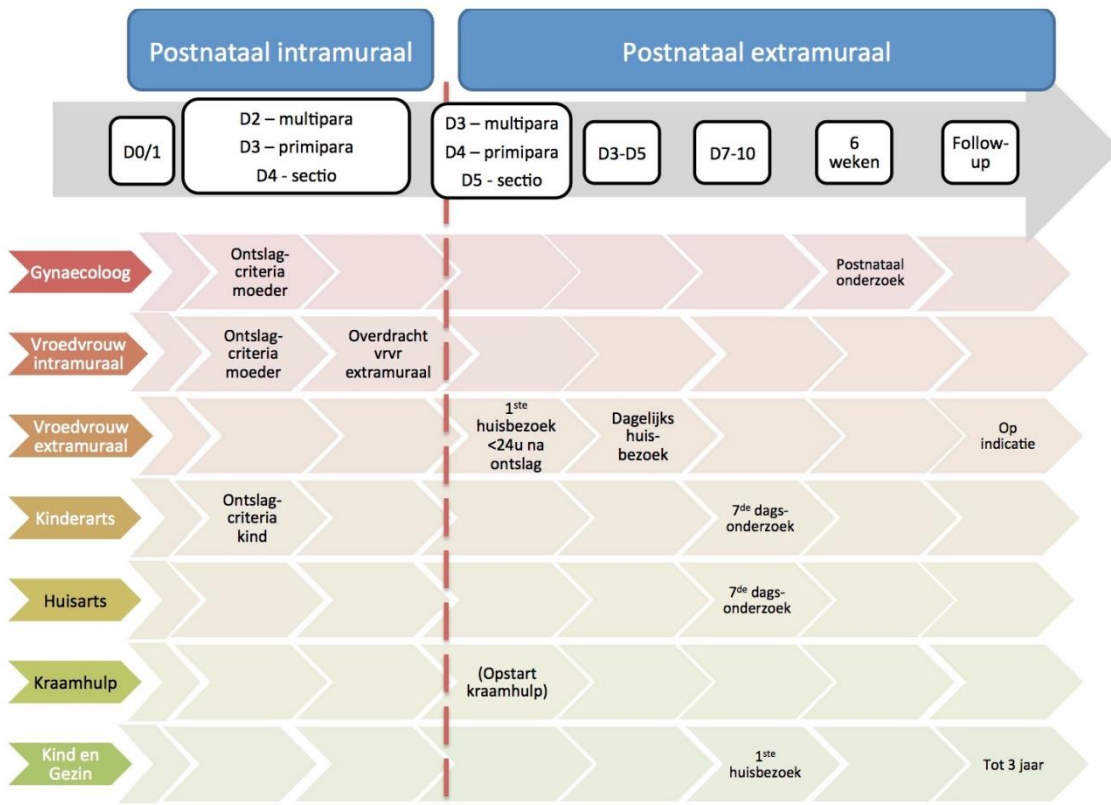 Postnataal intramuraal
Postnataal extramuraal
D0/1
D2 – multipara
D3 – primipara
D4 - sectio
D3 – multipara
D4 – primipara
D5 - sectio
D3-D5
D7-10
6
weken
Follow-
up
Gynaecoloog
Ontslag-
criteria
moeder
Postnataal
onderzoek
Vroedvrouw
intramuraal
Ontslag-
criteria
moeder
Overdracht
vrvr
extramuraal
Vroedvrouw
extramuraal
1ste
huisbezoek
<24u na
ontslag
Dagelijks
huis-
bezoek
Op
indicatie
Kinderarts
Ontslag-
criteria
kind
7de dags-
onderzoek
Huisarts
7de dags-
onderzoek
Kraamhulp
(Opstart
kraamhulp)
Kind en
Gezin
1ste
huisbezoek
Tot 3 jaar